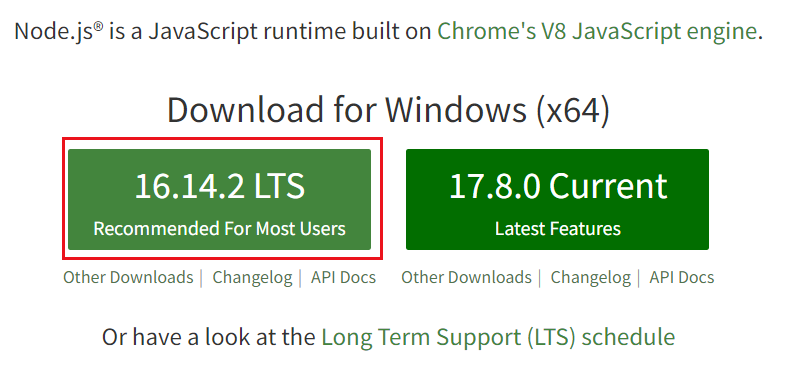 Node.js® is a JavaScript runtime built on Chrome's V8 JavaScript engine.
Download for Windows (x64)
16.14.2 LTS
Recommended For Most Users
17.8.0 Current
Latest Features
Other Downloads | Changelog | API Docs
Other Downloads | Changelog | API Docs
Or have a look at the Long Term Support (LTS) schedule